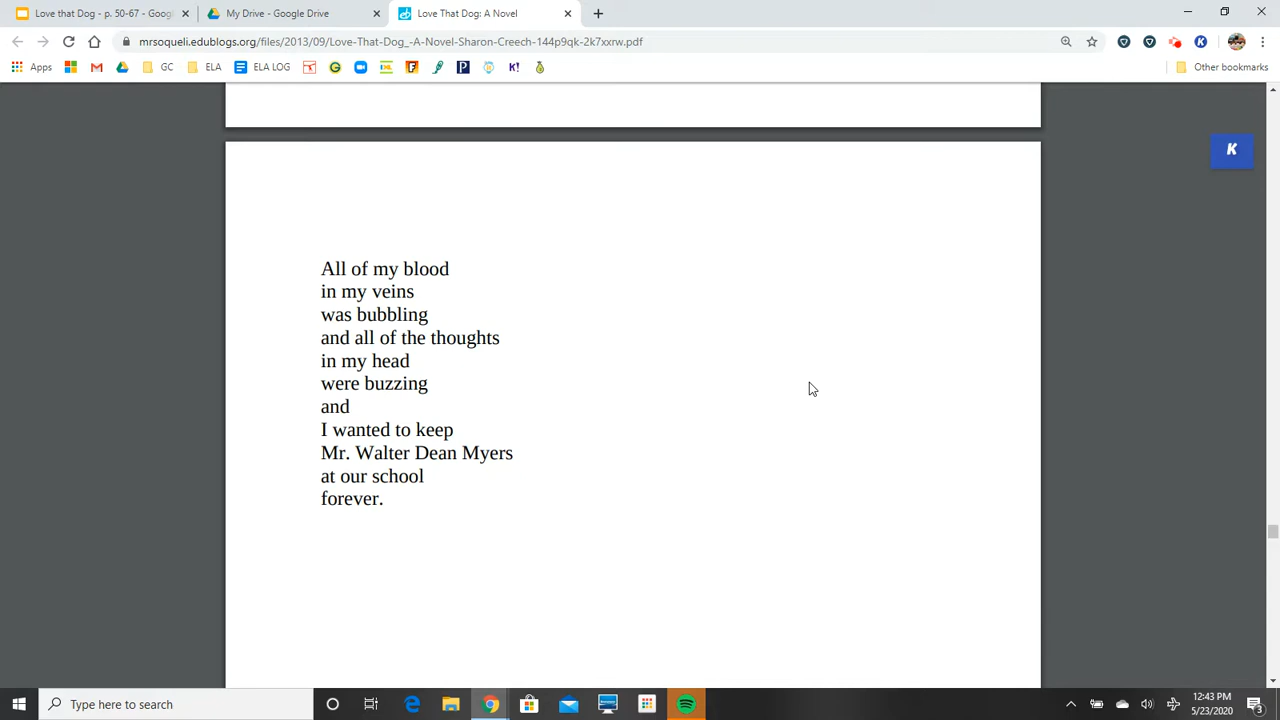 Love that Dog - p. 50-67 - Googl
My Drive - Google Drive
Love That Dog: A Novel
mrsoqueli.edublogs.org/files/2013/09/Love-That-Dog_-A-Novel-Sharon-Creech-144p9qk-2k7xxrw.pdf
Apps
GC
ELA
ELA LOG
K!
Other bookmarks
K
All of my blood
in my veins
was bubbling
and all of the thoughts
in my head
were buzzing
and
I wanted to keep
Mr. Walter Dean Myers
at our school
forever.
Type here to search
12:43 PM
5/23/2020
3